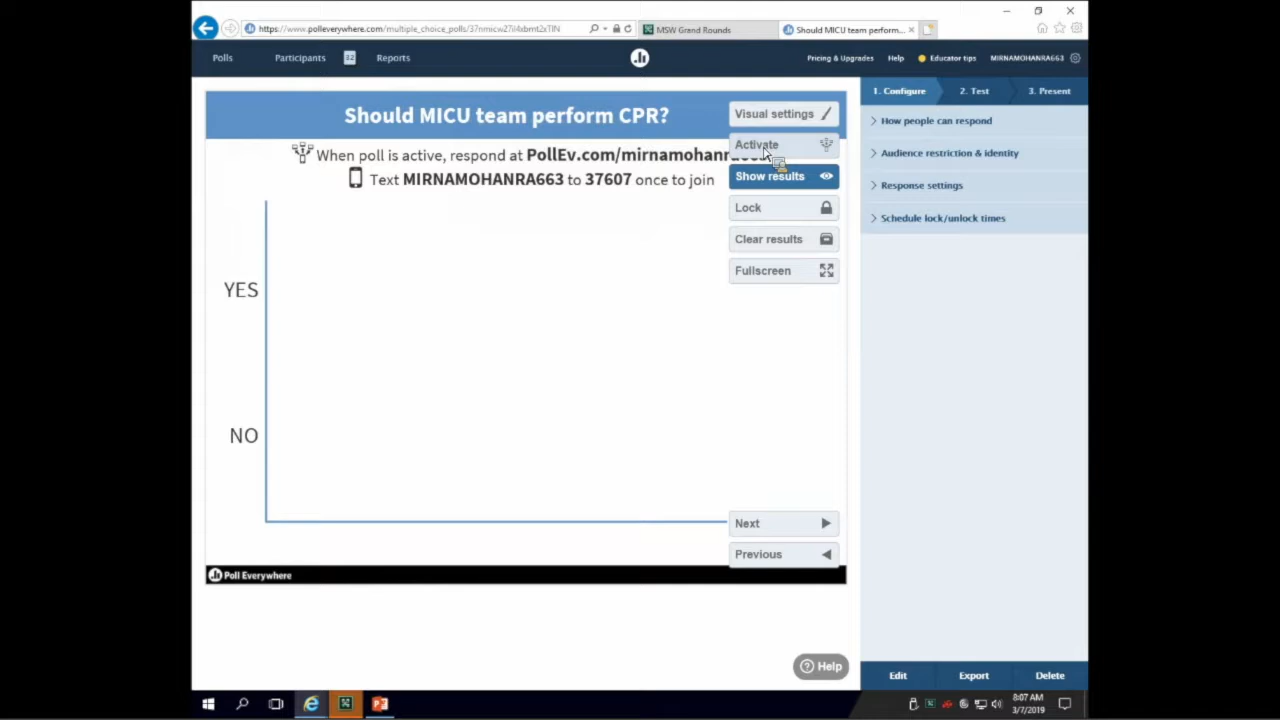 https://www.polleverywhere.com/multiple_choice_polls/
MSW Grand Rounds
Should MICU team perform...
Polls
Participants
Reports
Pricing & Upgrades
Help
Educator tips
MIRNAMOHANRA663
Should MICU team perform CPR?
When poll is active, respond at PollEv.com/mirnamohanr
Text MIRNAMOHANRA663 to 37607 once to join
YES
NO
Visual settings
Activate
Show results
Lock
Clear results
Fullscreen
Next
Previous
Poll Everywhere
1. Configure
2. Test
3. Present
How people can respond
Audience restriction & identity
Response settings
Schedule lock/unlock times
Help
Edit
Export
Delete
8:07 AM
3/7/2019